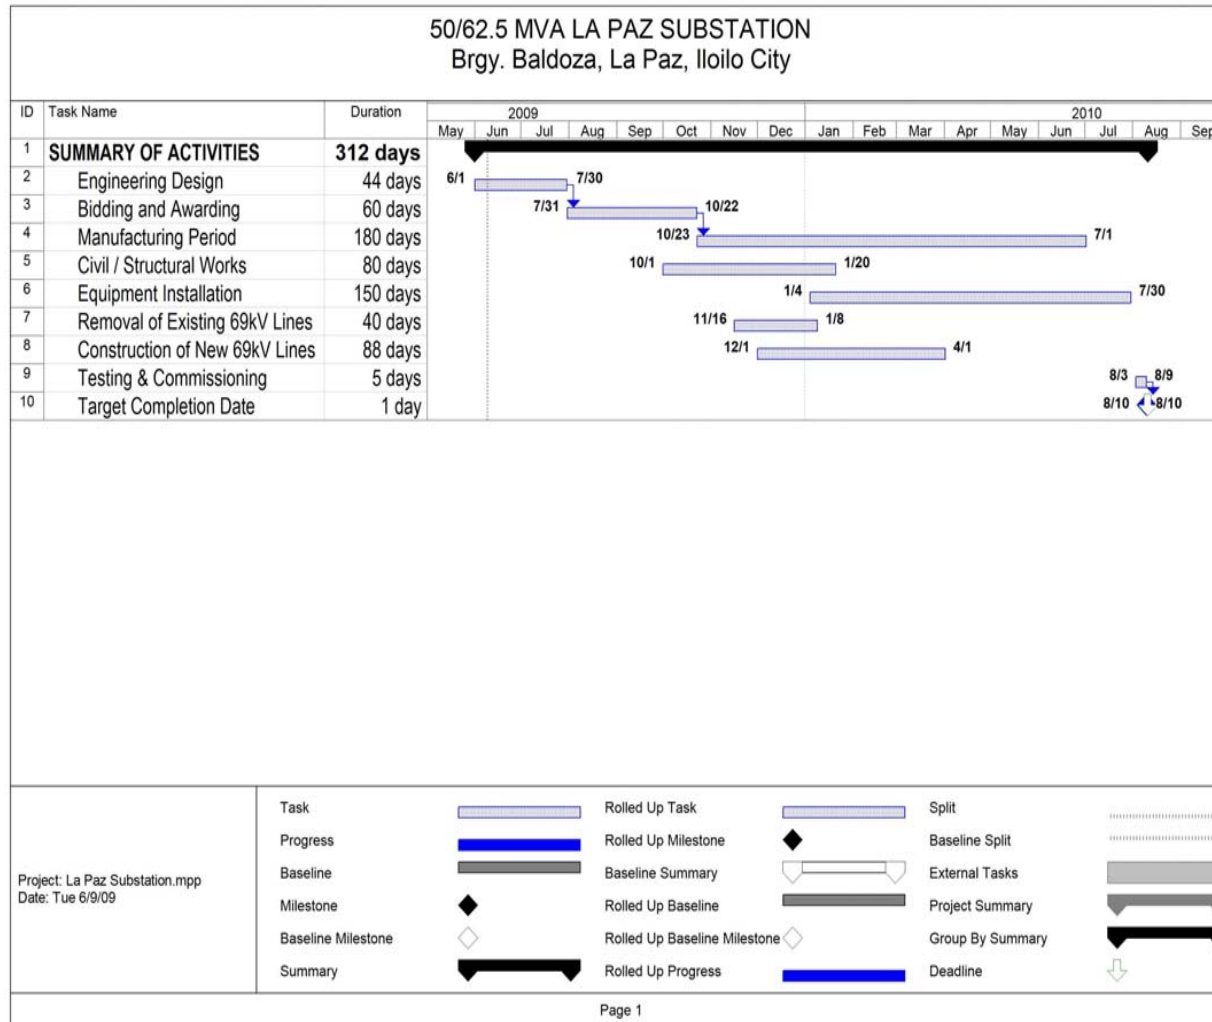 50/62.5 MVA LA PAZ SUBSTATION
Brgy. Baldoza, La Paz, Iloilo City
ID Task Name Duration 2009 2010
May Jun Jul Aug Sep Oct Nov Dec Jan Feb Mar Apr May Jun Jul Aug Sep
1 SUMMARY OF ACTIVITIES 312 days
2 Engineering Design 44 days 6/1 7/30
3 Bidding and Awarding 60 days 7/31 10/22
4 Manufacturing Period 180 days 10/23 7/1
5 Civil / Structural Works 80 days 10/1 1/20
6 Equipment Installation 150 days 1/4 7/30
7 Removal of Existing 69kV Lines 40 days 11/16 1/8
8 Construction of New 69kV Lines 88 days 12/1 4/1
9 Testing & Commissioning 5 days 8/3 8/9
10 Target Completion Date 1 day 8/10 8/10
Project: La Paz Substation.mpp
Date: Tue 6/9/09
Task Rolled Up Task Split
Progress Rolled Up Milestone Baseline Split
Baseline Baseline Summary External Tasks
Milestone Rolled Up Baseline Project Summary
Baseline Milestone Rolled Up Baseline Milestone Group By Summary
Summary Rolled Up Progress Deadline
Page 1